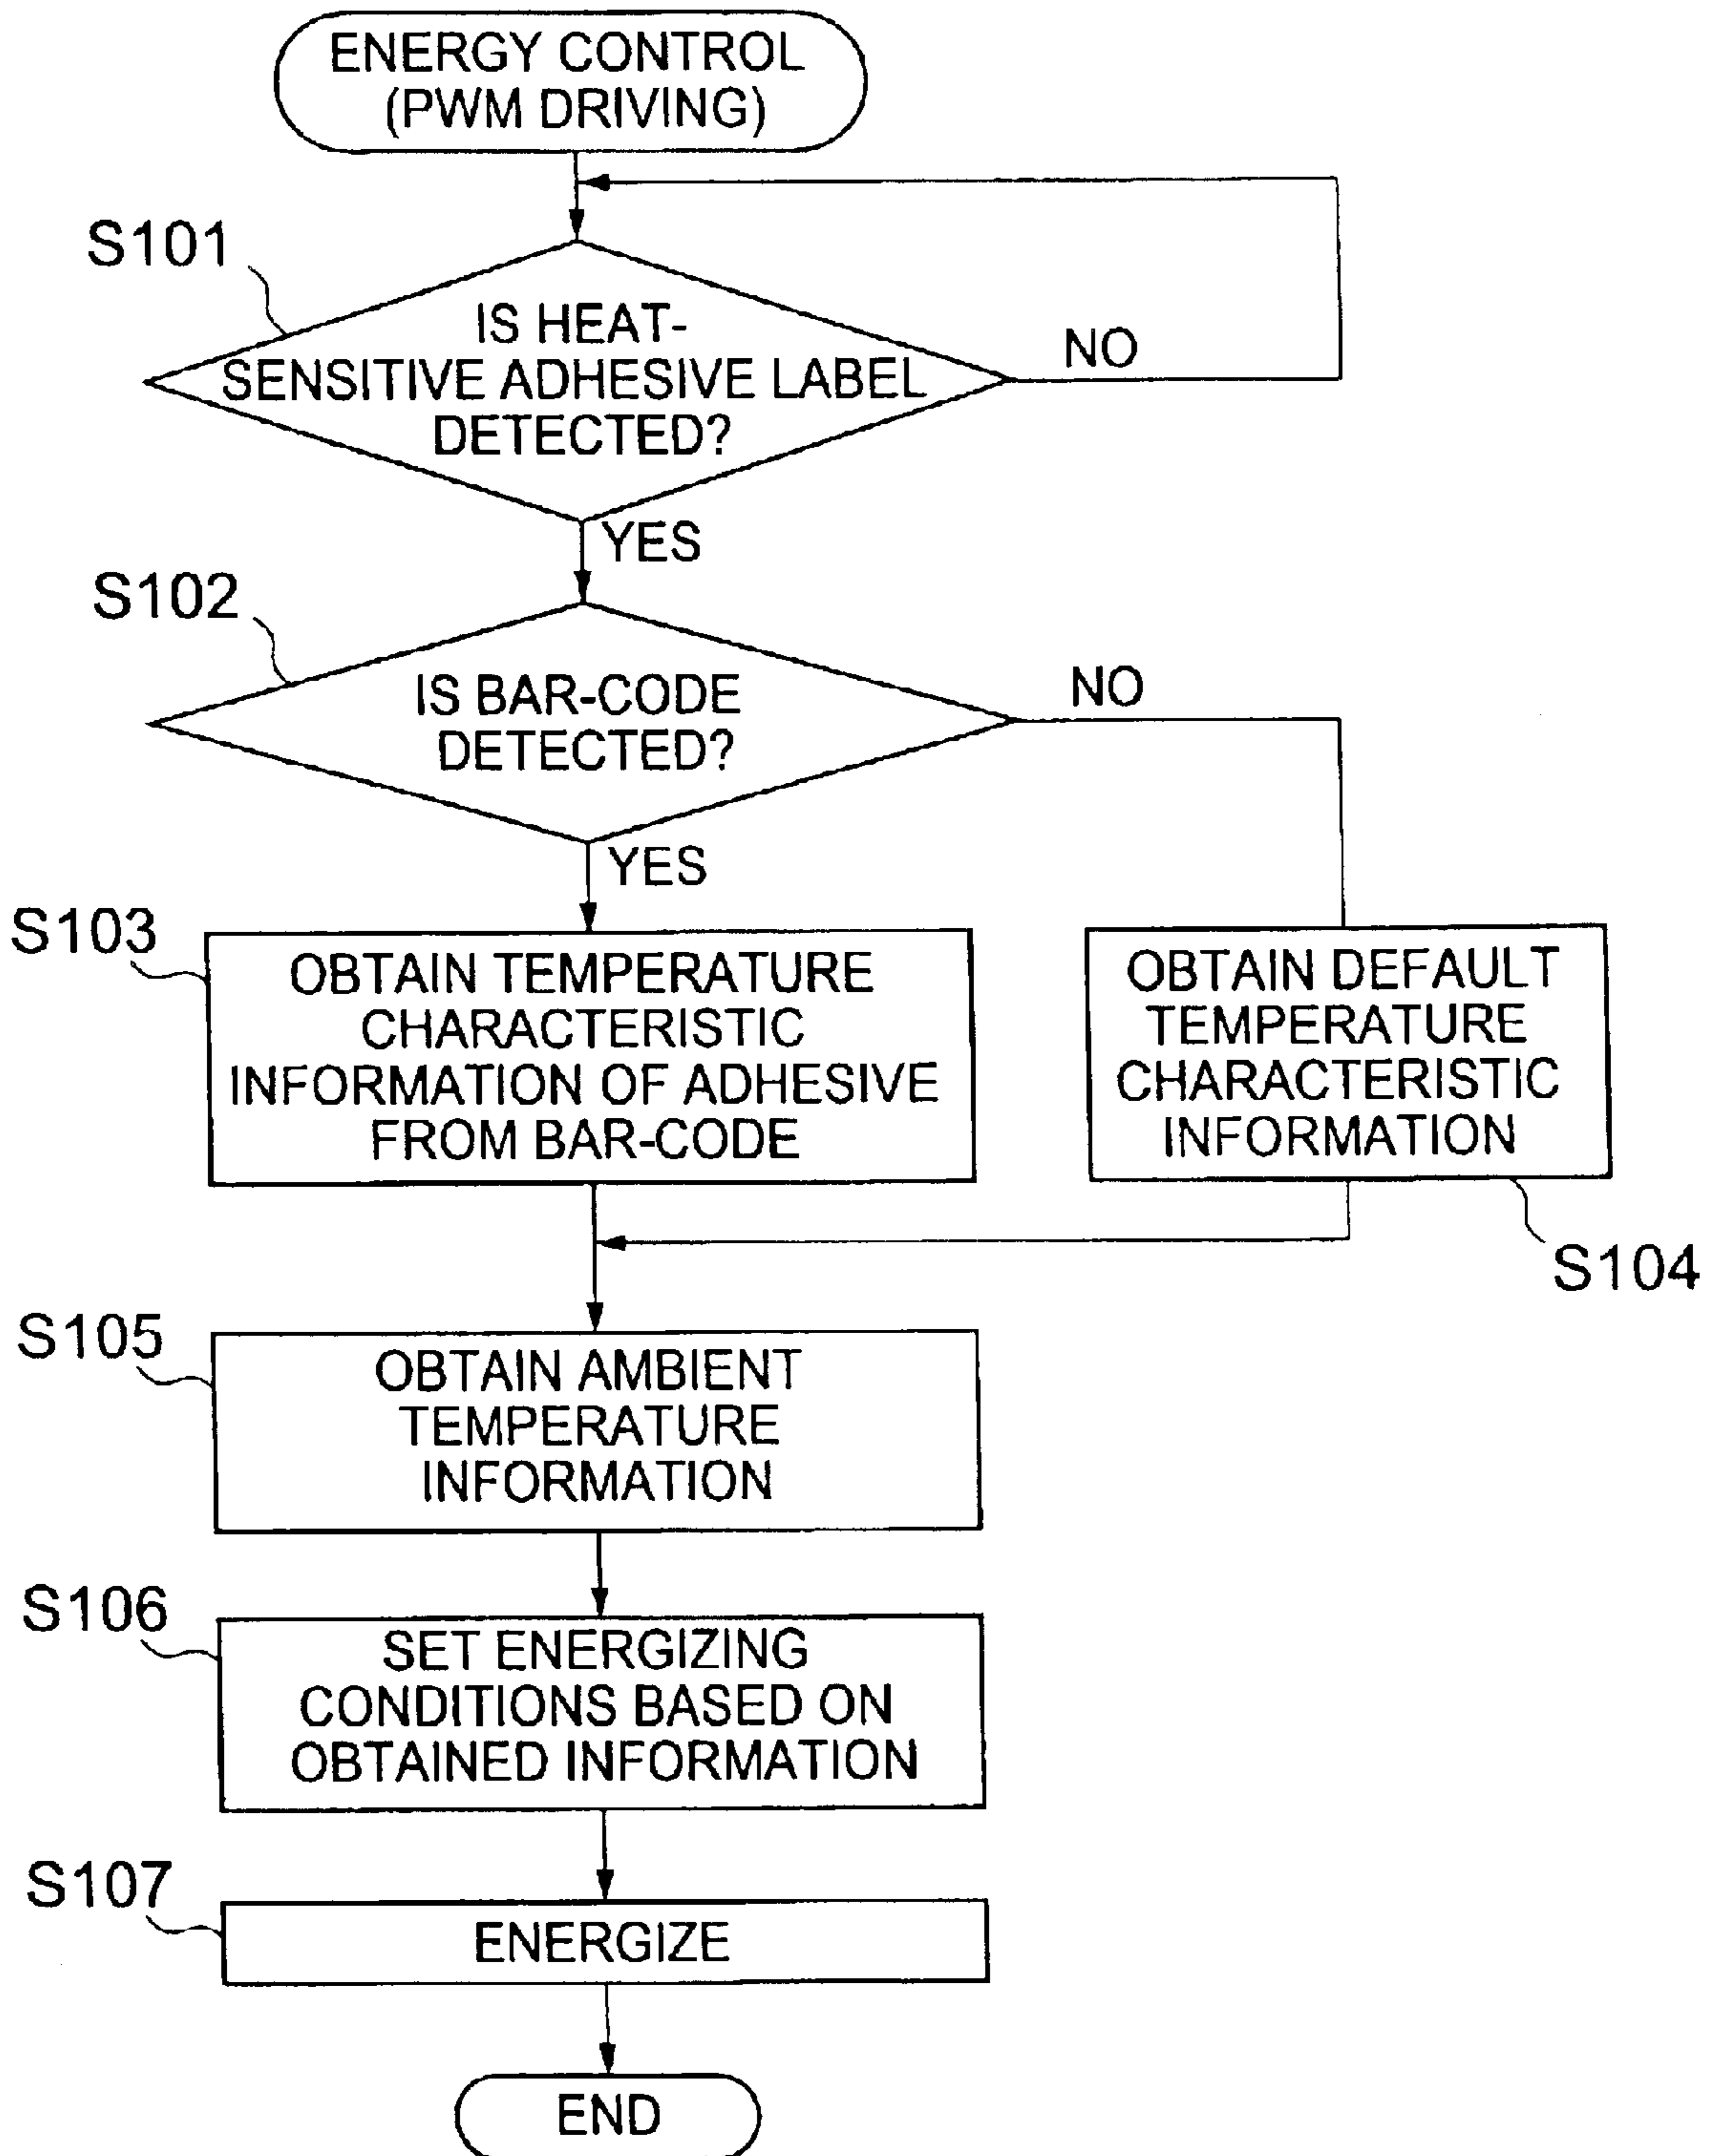 ENERGY CONTROL
(PWM DRIVING)
S101
IS HEAT-
SENSITIVE ADHESIVE LABEL
DETECTED?
NO
YES
S102
IS BAR-CODE
DETECTED?
NO
YES
S103
OBTAIN TEMPERATURE
CHARACTERISTIC
INFORMATION OF ADHESIVE
FROM BAR-CODE
OBTAIN DEFAULT
TEMPERATURE
CHARACTERISTIC
INFORMATION
S104
S105
OBTAIN AMBIENT
TEMPERATURE
INFORMATION
S106
SET ENERGIZING
CONDITIONS BASED ON
OBTAINED INFORMATION
S107
ENERGIZE
END